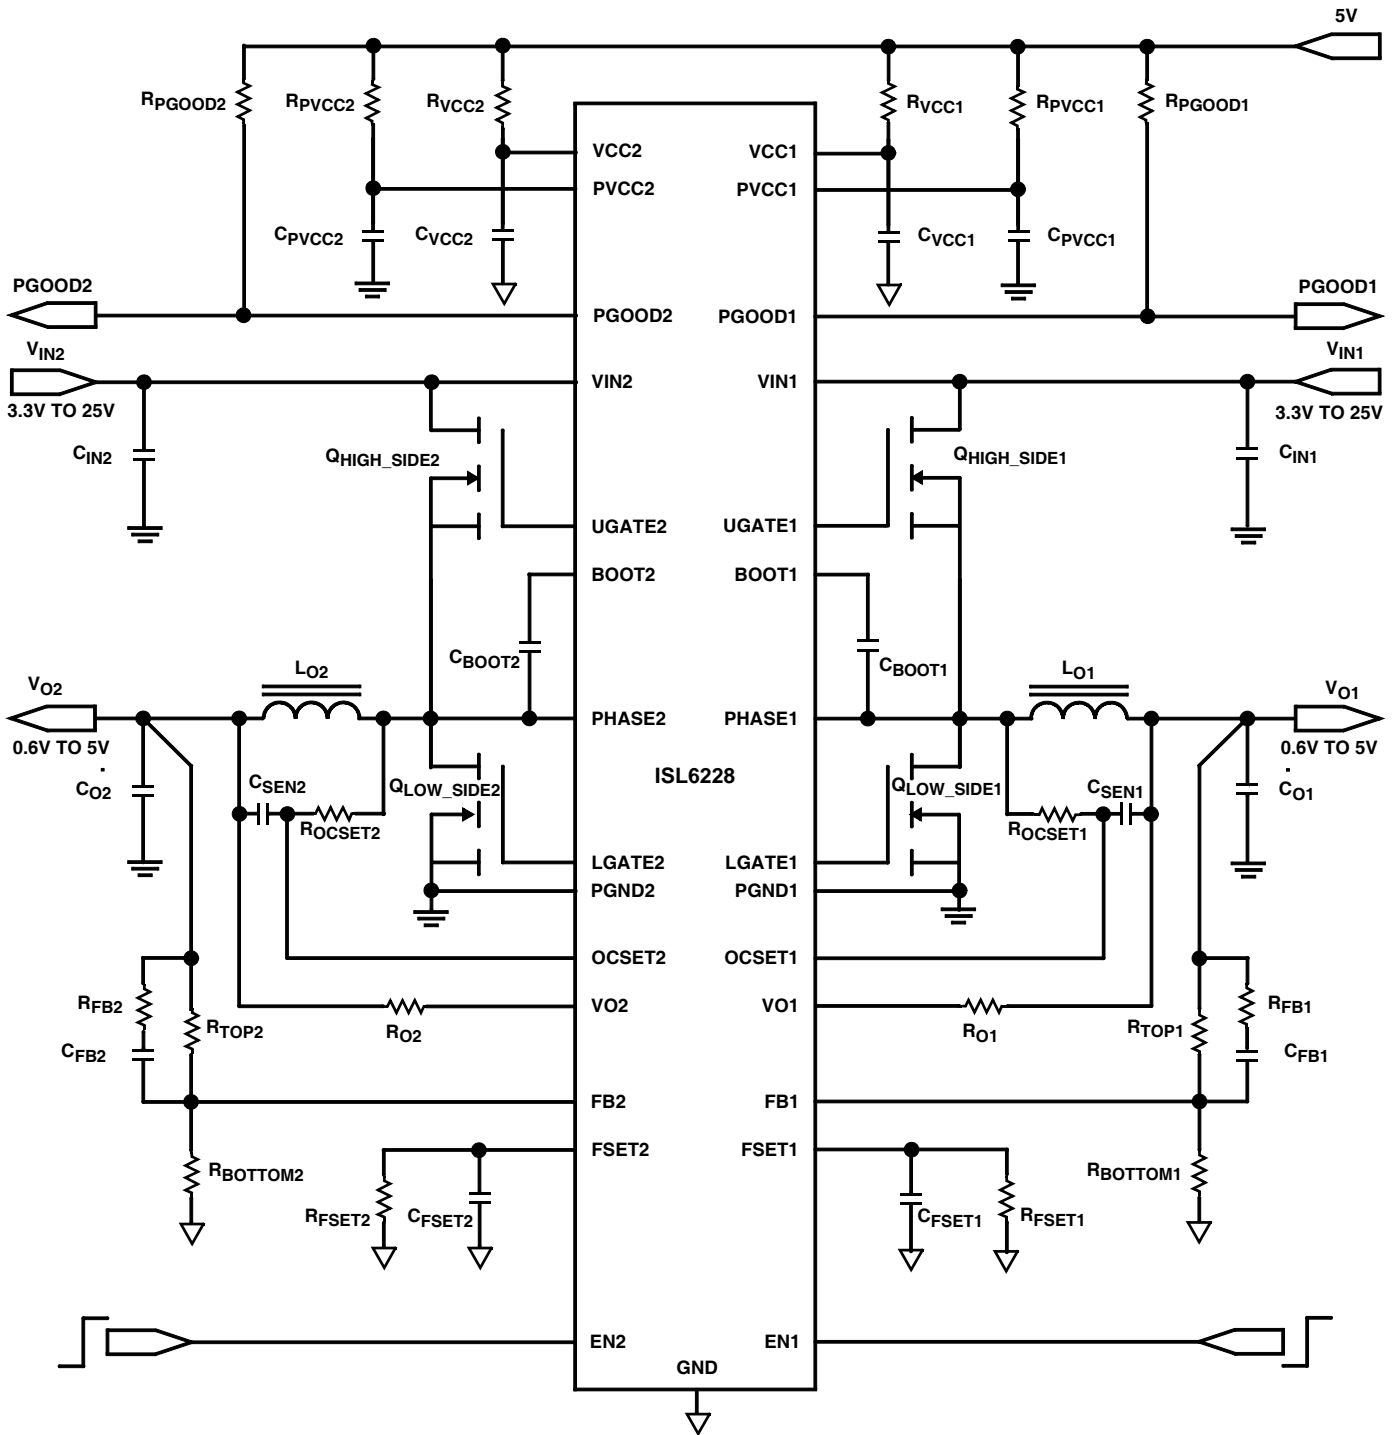 5V
RPGOOD2
RPVCC2
RVCC2
RVCC1
RPVCC1
RPGOOD1
VCC2
VCC1
PVCC2
PVCC1
CPVCC2
CVCC2
CVCC1
CPVCC1
PGOOD2
PGOOD1
PGOOD2
PGOOD1
VIN2
VIN1
VIN2
VIN1
3.3V TO 25V
3.3V TO 25V
CIN2
QHIGH_SIDE2
QHIGH_SIDE1
CIN1
UGATE2
UGATE1
BOOT2
BOOT1
CBOOT2
CBOOT1
LO2
LO1
VO2
VO1
PHASE2
PHASE1
0.6V TO 5V
0.6V TO 5V
ISL6228
CO2
CSEN2
QLOW_SIDE2
QLOW_SIDE1
CSEN1
CO1
ROCSET2
ROCSET1
LGATE2
LGATE1
PGND2
PGND1
OCSET2
OCSET1
RFB2
VO2
VO1
RFB1
RTOP2
RO2
RO1
RTOP1
CFB2
CFB1
FB2
FB1
FSET2
FSET1
RBOTTOM2
RBOTTOM1
RFSET2
CFSET2
CFSET1
RFSET1
EN2
EN1
GND